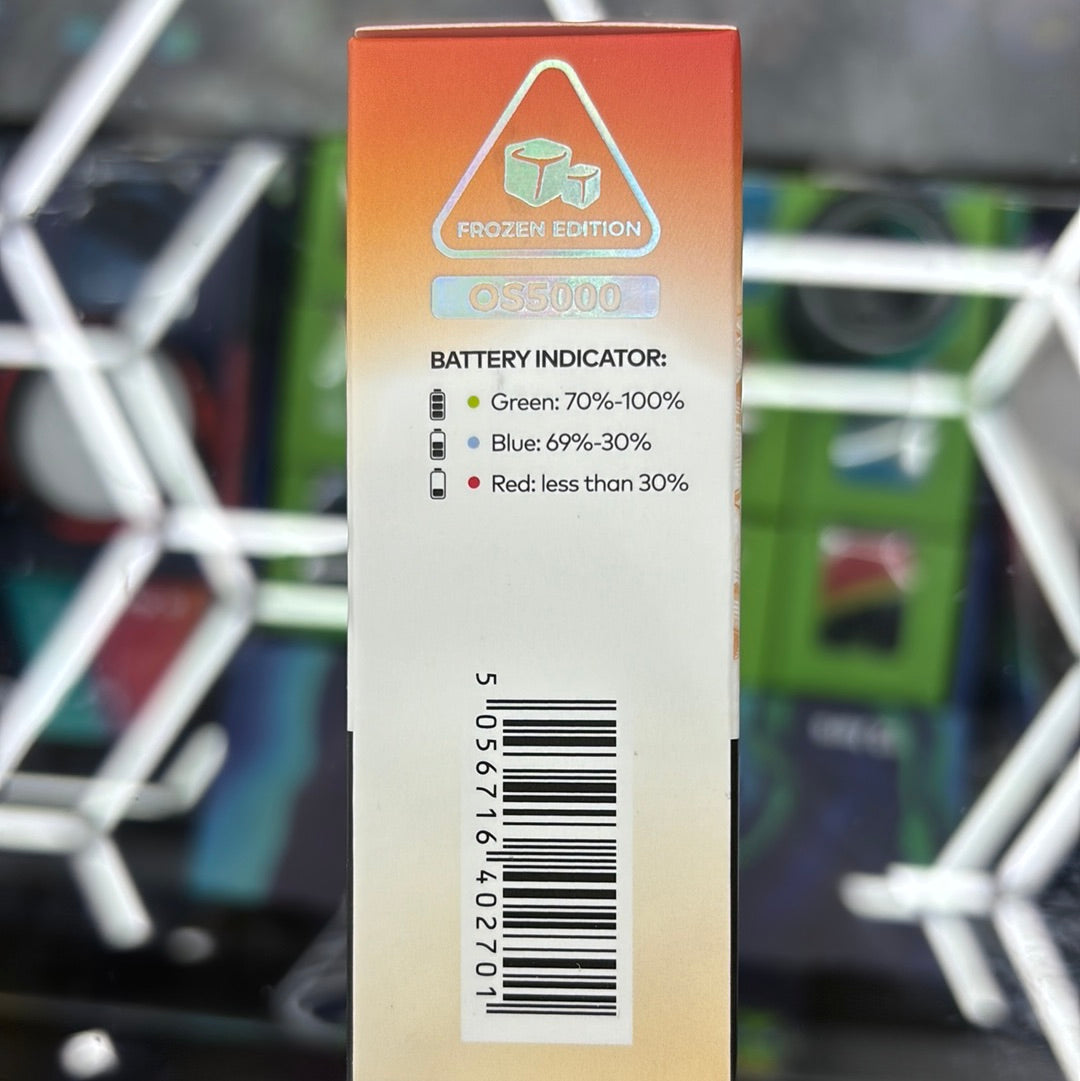 FROZEN EDITION
OS5000
BATTERY INDICATOR:
Green: 70%-100%
Blue: 69%-30%
Red: less than 30%
5 056716 402701